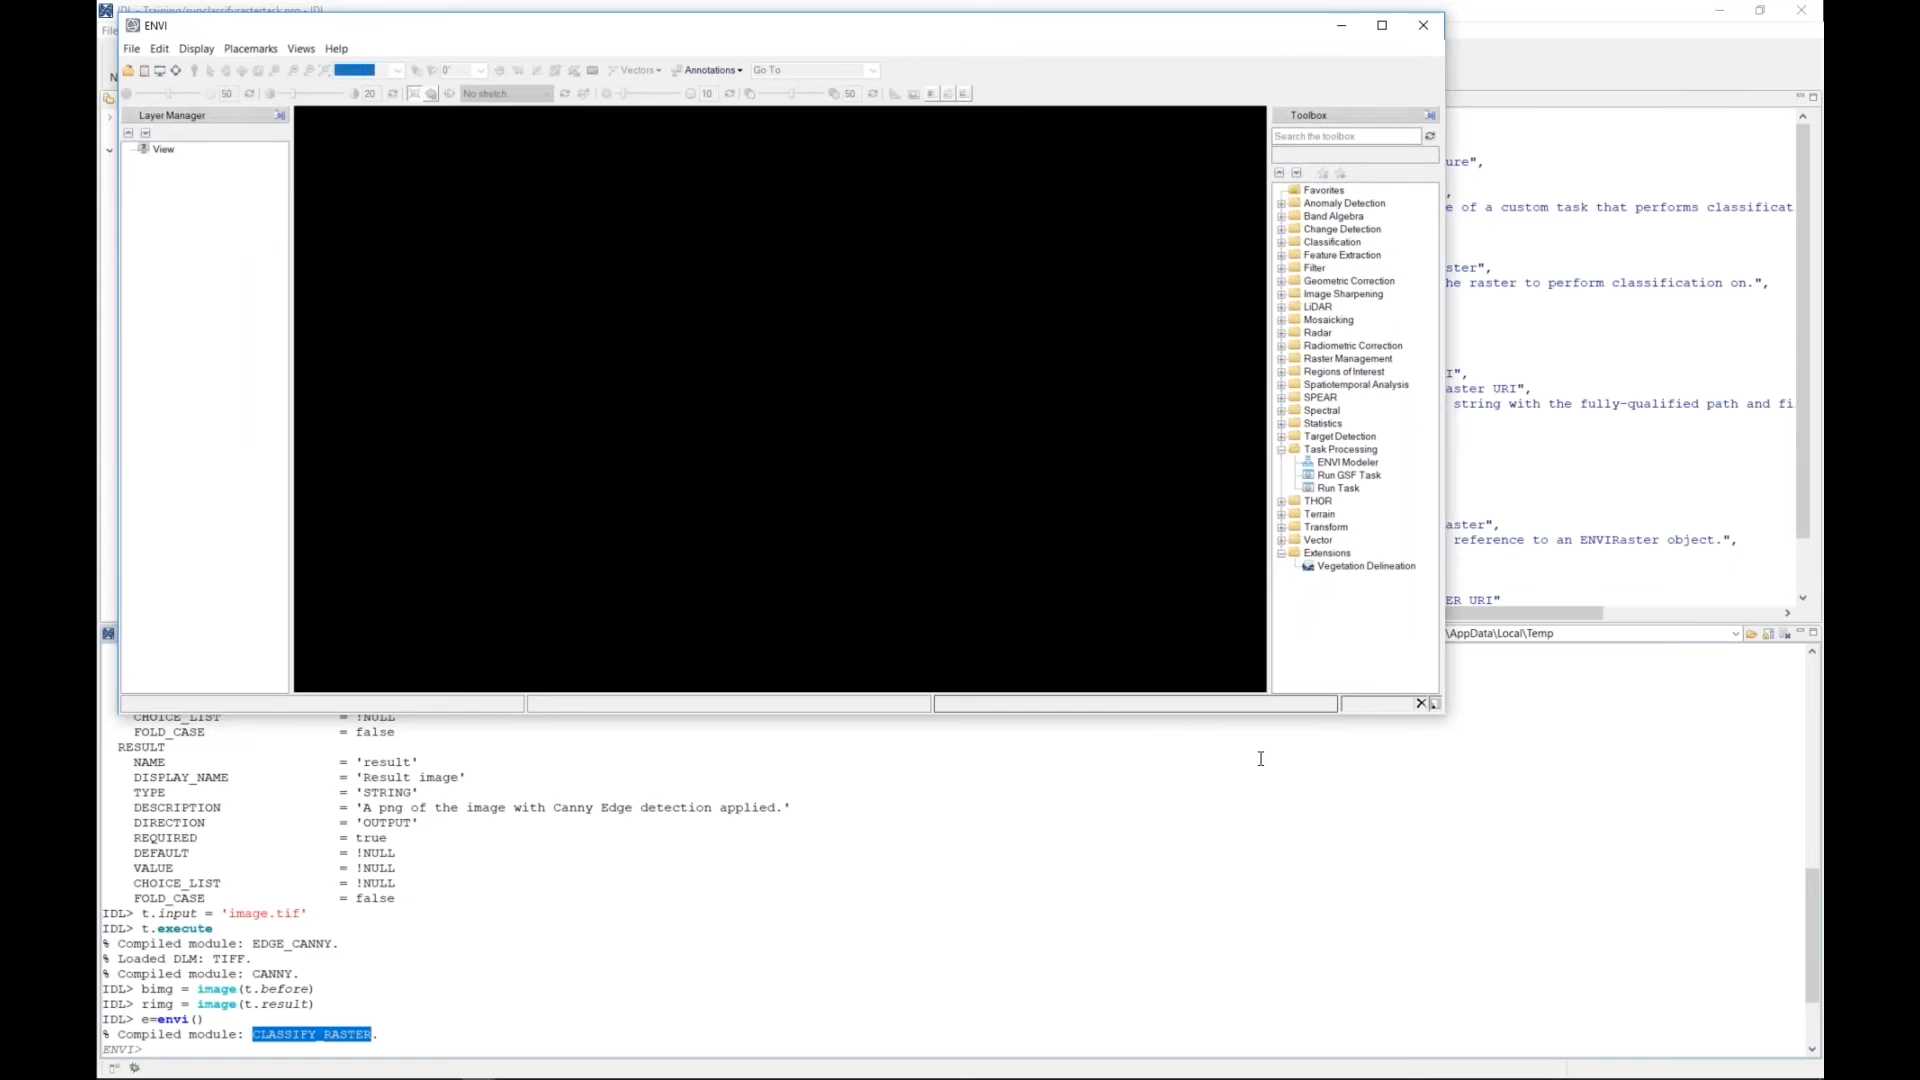 IDL - Training/runclassifyrastertask.pro - IDL
File
ENVI
File Edit Display Placemarks Views Help
0° Vectors Annotations Go To
50 20 No stretch 10 50
N
Layer Manager
View
Toolbox
Search the toolbox
Favorites
Anomaly Detection
Band Algebra
Change Detection
Classification
Feature Extraction
Filter
Geometric Correction
Image Sharpening
LiDAR
Mosaicking
Radar
Radiometric Correction
Raster Management
Regions of Interest
Spatiotemporal Analysis
SPEAR
Spectral
Statistics
Target Detection
Task Processing
ENVI Modeler
Run GSF Task
Run Task
THOR
Terrain
Transform
Vector
Extensions
Vegetation Delineation
ure",
,
e of a custom task that performs classificat
ster",
he raster to perform classification on.",
I",
aster URI",
string with the fully-qualified path and fi
aster",
reference to an ENVIRaster object.",
ER URI"
\AppData\Local\Temp
CHOICE_LIST = !NULL
FOLD_CASE = false
RESULT
NAME = 'result'
DISPLAY_NAME = 'Result image'
TYPE = 'STRING'
DESCRIPTION = 'A png of the image with Canny Edge detection applied.'
DIRECTION = 'OUTPUT'
REQUIRED = true
DEFAULT = !NULL
VALUE = !NULL
CHOICE_LIST = !NULL
FOLD_CASE = false
IDL> t.input = 'image.tif'
IDL> t.execute
% Compiled module: EDGE_CANNY.
% Loaded DLM: TIFF.
% Compiled module: CANNY.
IDL> bimg = image(t.before)
IDL> rimg = image(t.result)
IDL> e=envi()
% Compiled module: CLASSIFY_RASTER.
ENVI>